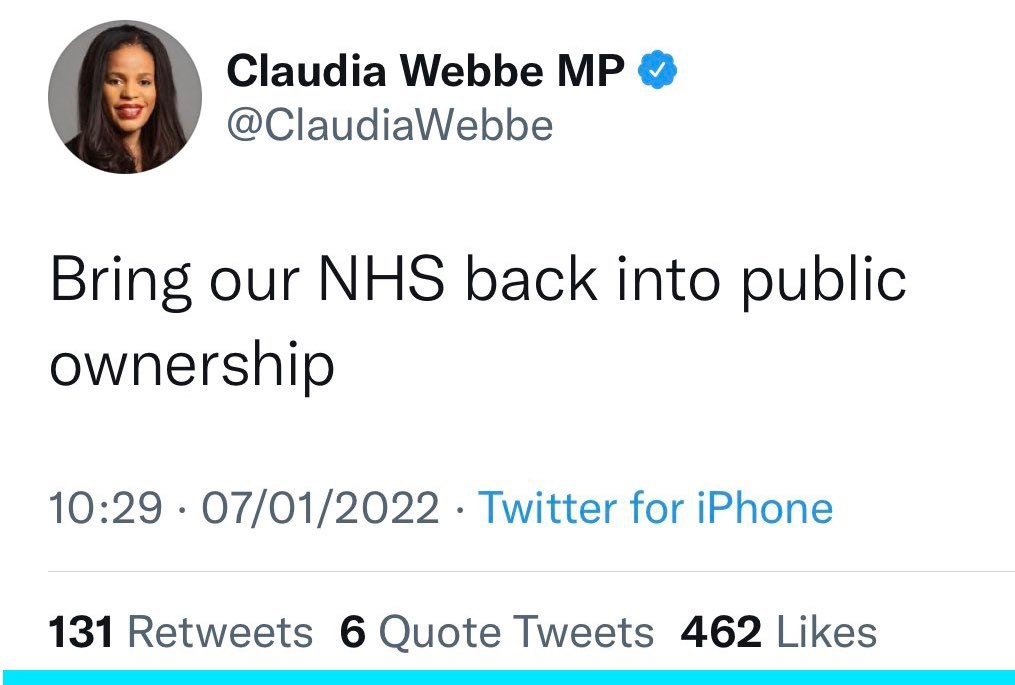 Claudia Webbe MP
@ClaudiaWebbe
Bring our NHS back into public
ownership
10:29 · 07/01/2022 · Twitter for iPhone
131 Retweets 6 Quote Tweets 462 Likes